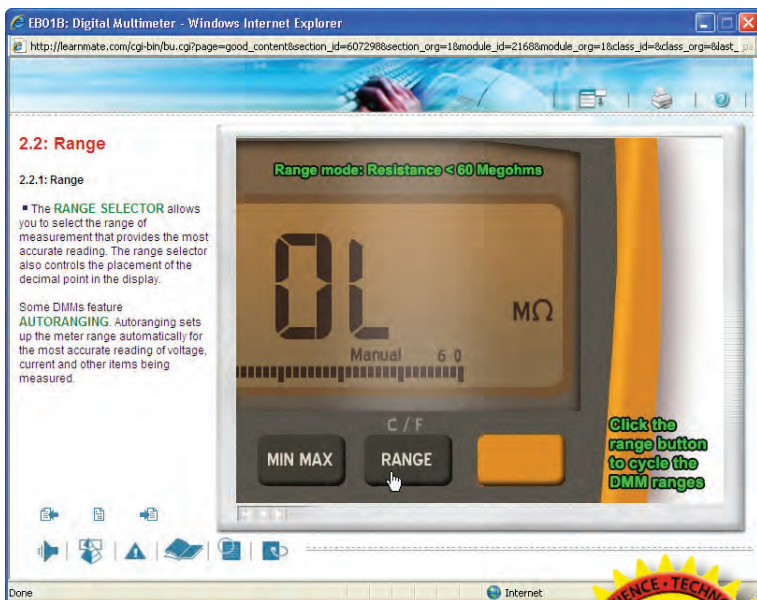 EB01B: Digital Multimeter - Windows Internet Explorer
http://learnmate.com/cgi-bin/bu.cgi?page=good_content&section_id=607298&section_org=1&module_id=2168&module_org=1&class_id=&class_org=&last_
2.2: Range
2.2.1: Range
The RANGE SELECTOR allows
you to select the range of
measurement that provides the most
accurate reading. The range selector
also controls the placement of the
decimal point in the display.
Some DMMs feature
AUTORANGING. Autoranging sets
up the meter range automatically for
the most accurate reading of voltage,
current and other items being
measured.
Range mode: Resistance < 60 Megohms
OL
MΩ
Manual 60
C / F
MIN MAX
RANGE
Click the
range button
to cycle the
DMM ranges
Done
Internet